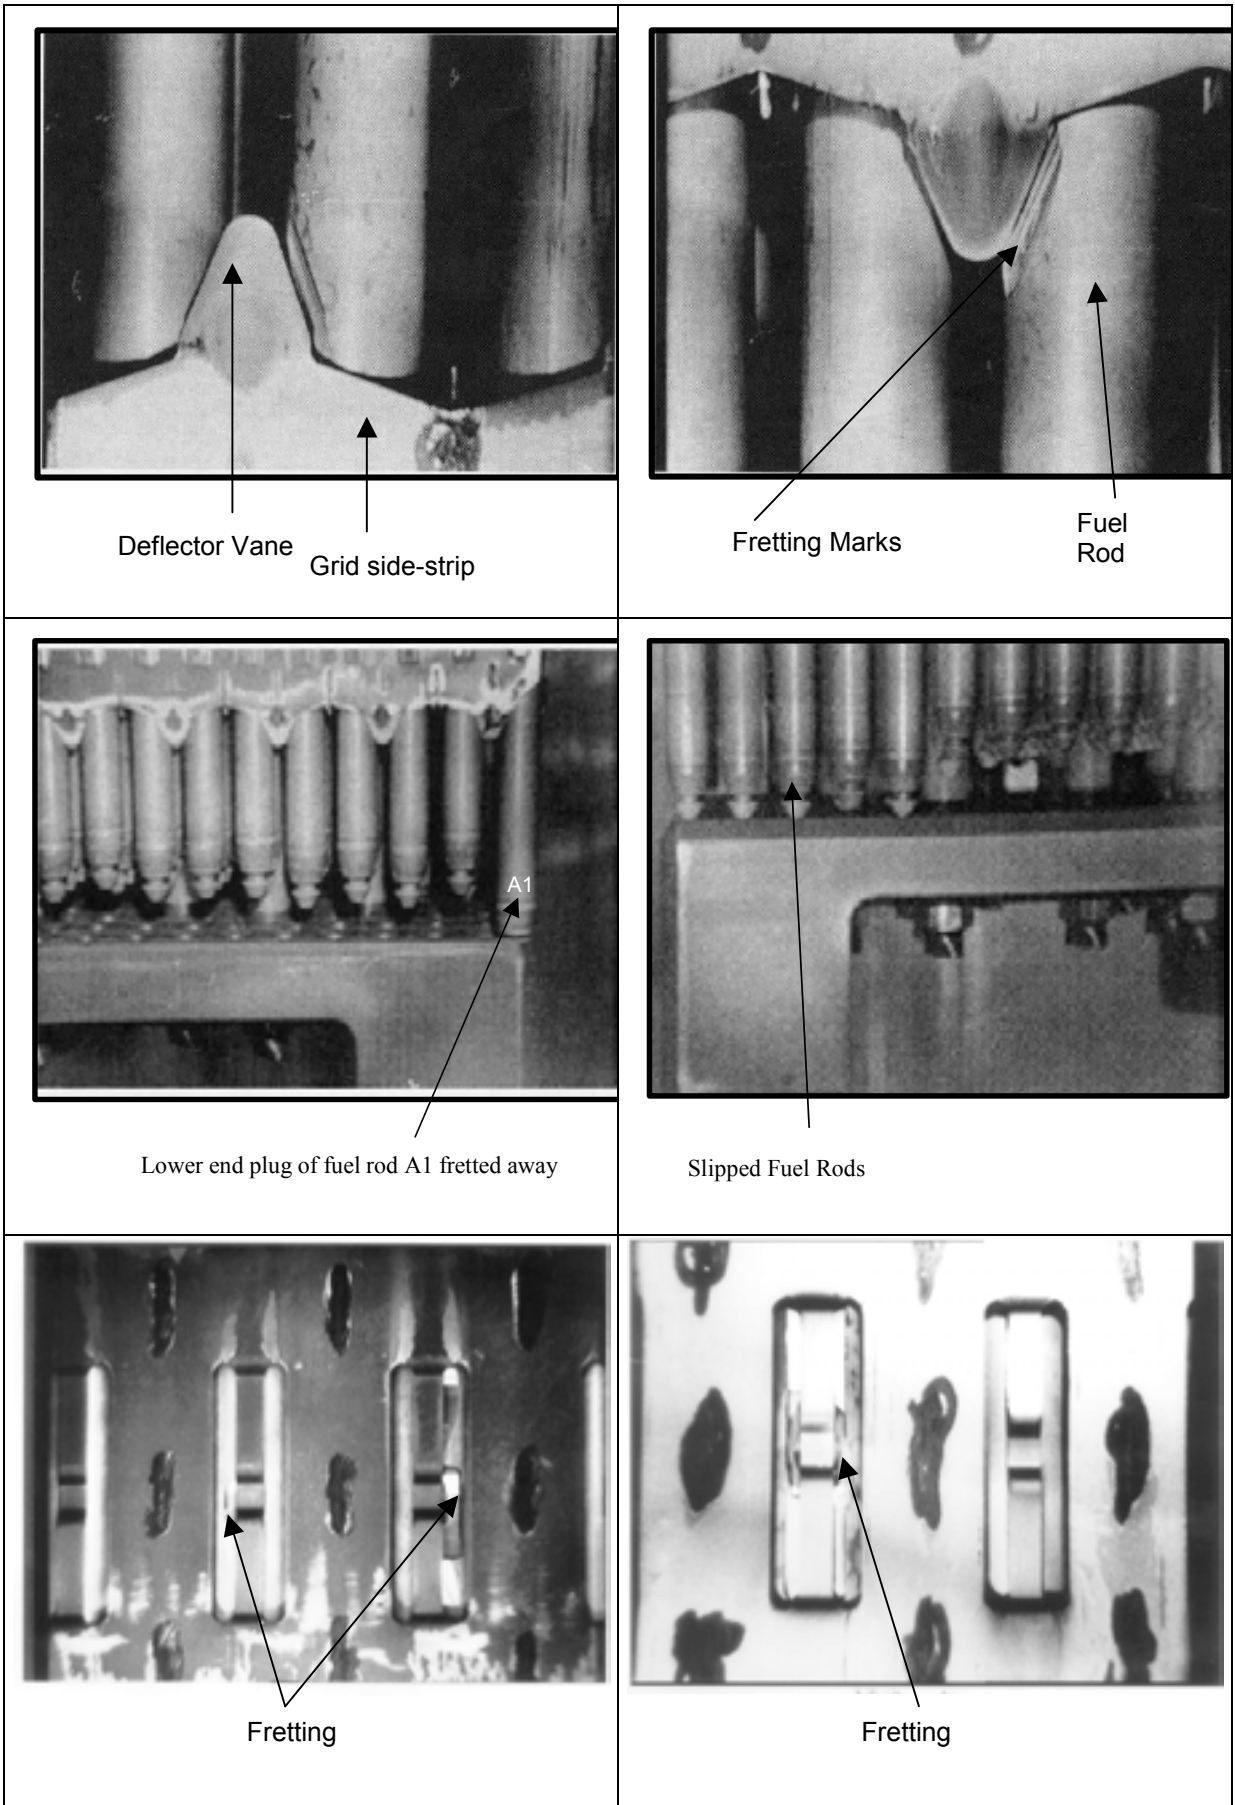 Deflector Vane
Grid side-strip
Fretting Marks
Fuel
Rod
A1
Lower end plug of fuel rod A1 fretted away
Slipped Fuel Rods
Fretting
Fretting